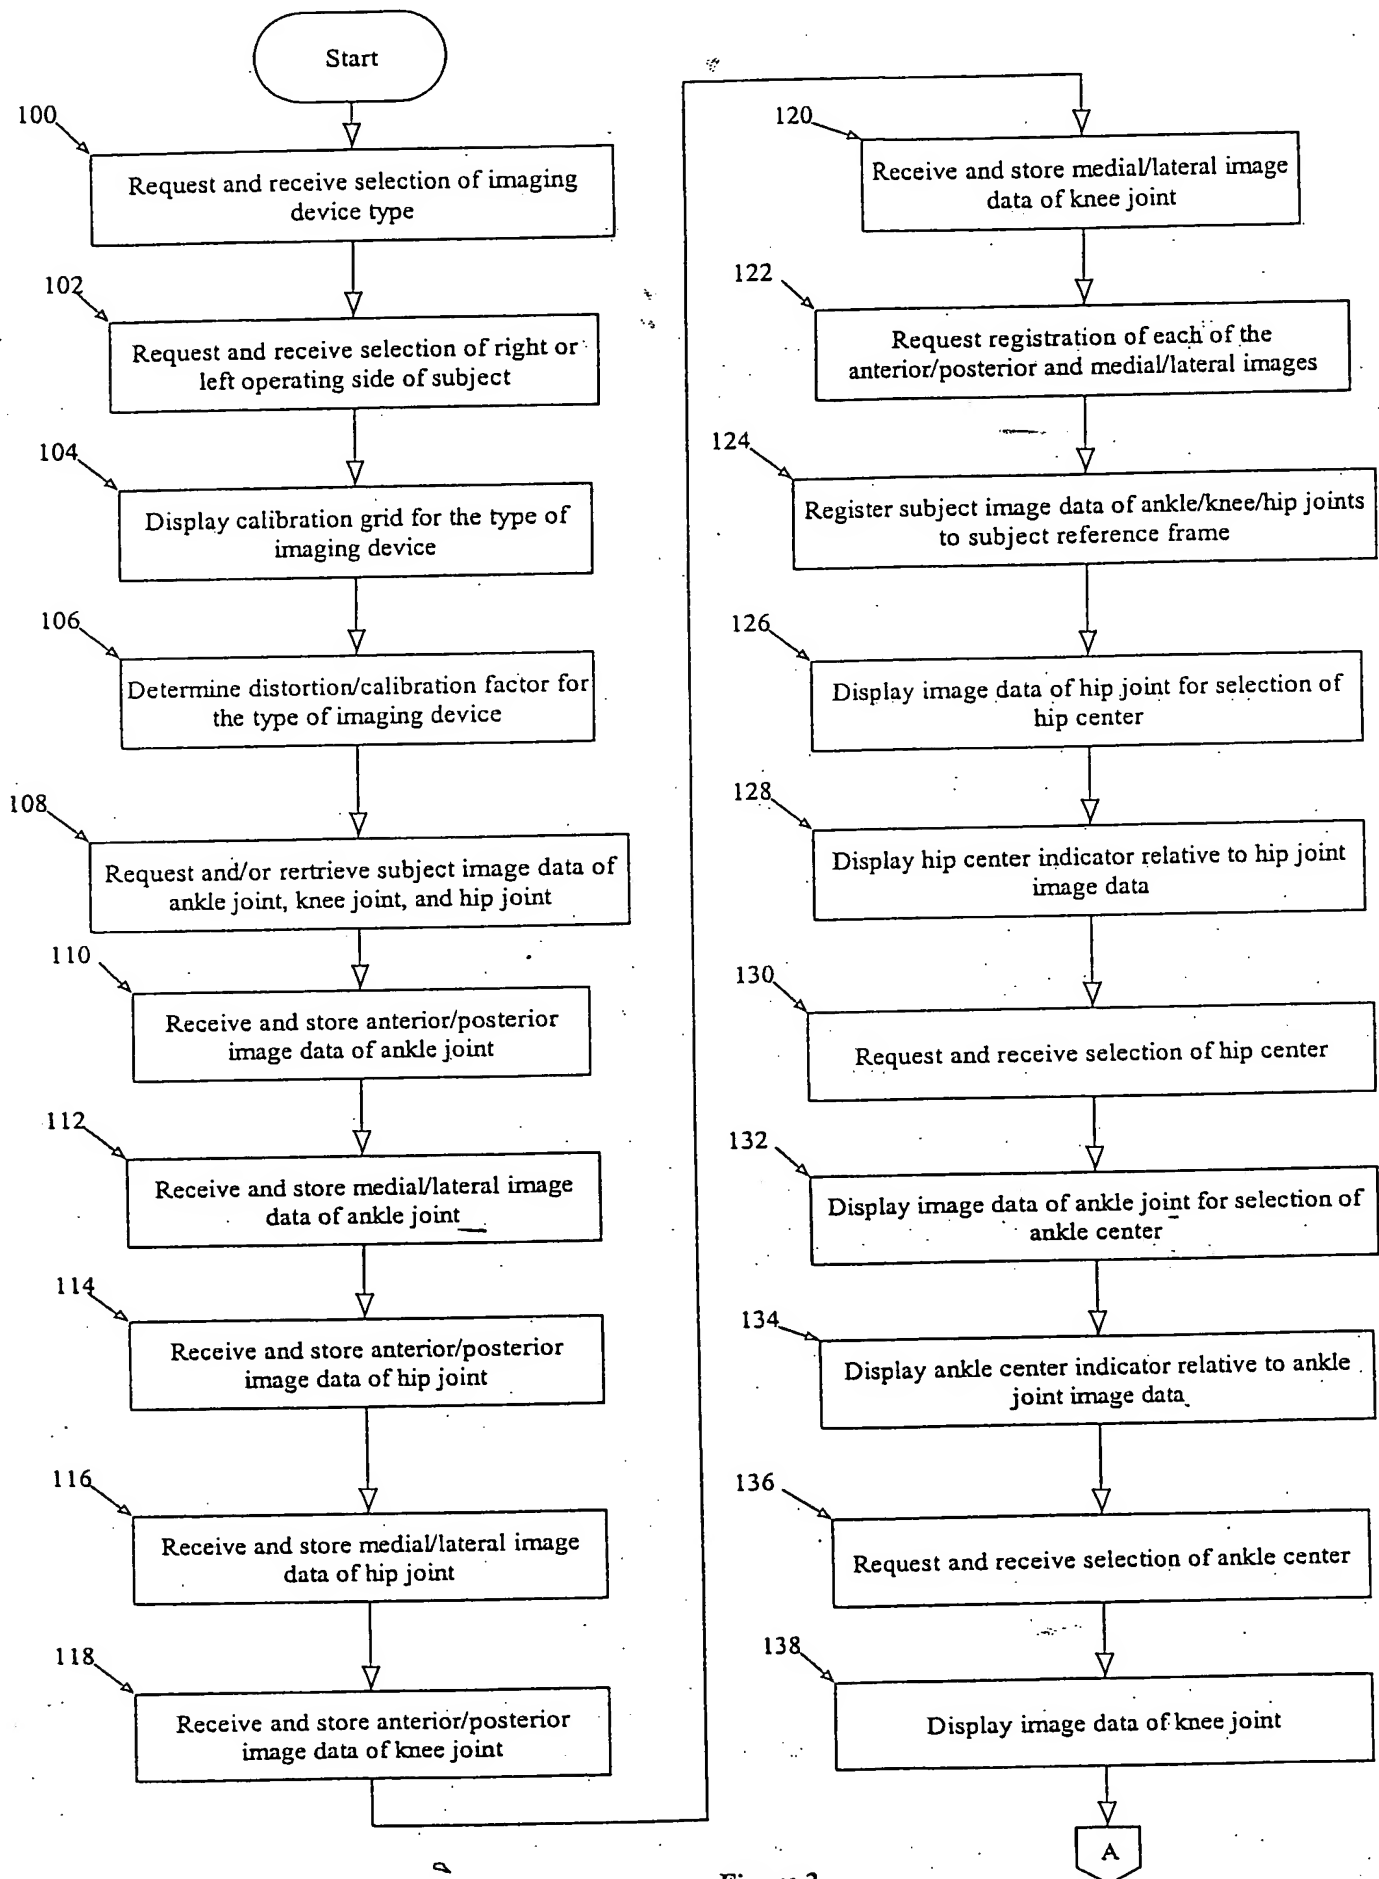 Start
100
Request and receive selection of imaging
device type
102
Request and receive selection of right or
left operating side of subject
104
Display calibration grid for the type of
imaging device
106
Determine distortion/calibration factor for
the type of imaging device
108
Request and/or rertrieve subject image data of
ankle joint, knee joint, and hip joint
110
Receive and store anterior/posterior
image data of ankle joint
112
Receive and store medial/lateral image
data of ankle joint
114
Receive and store anterior/posterior
image data of hip joint
116
Receive and store medial/lateral image
data of hip joint
118
Receive and store anterior/posterior
image data of knee joint
120
Receive and store medial/lateral image
data of knee joint
122
Request registration of each of the
anterior/posterior and medial/lateral images
124
Register subject image data of ankle/knee/hip joints
to subject reference frame
126
Display image data of hip joint for selection of
hip center
128
Display hip center indicator relative to hip joint
image data
130
Request and receive selection of hip center
132
Display image data of ankle joint for selection of
ankle center
134
Display ankle center indicator relative to ankle
joint image data
136
Request and receive selection of ankle center
138
Display image data of knee joint
A